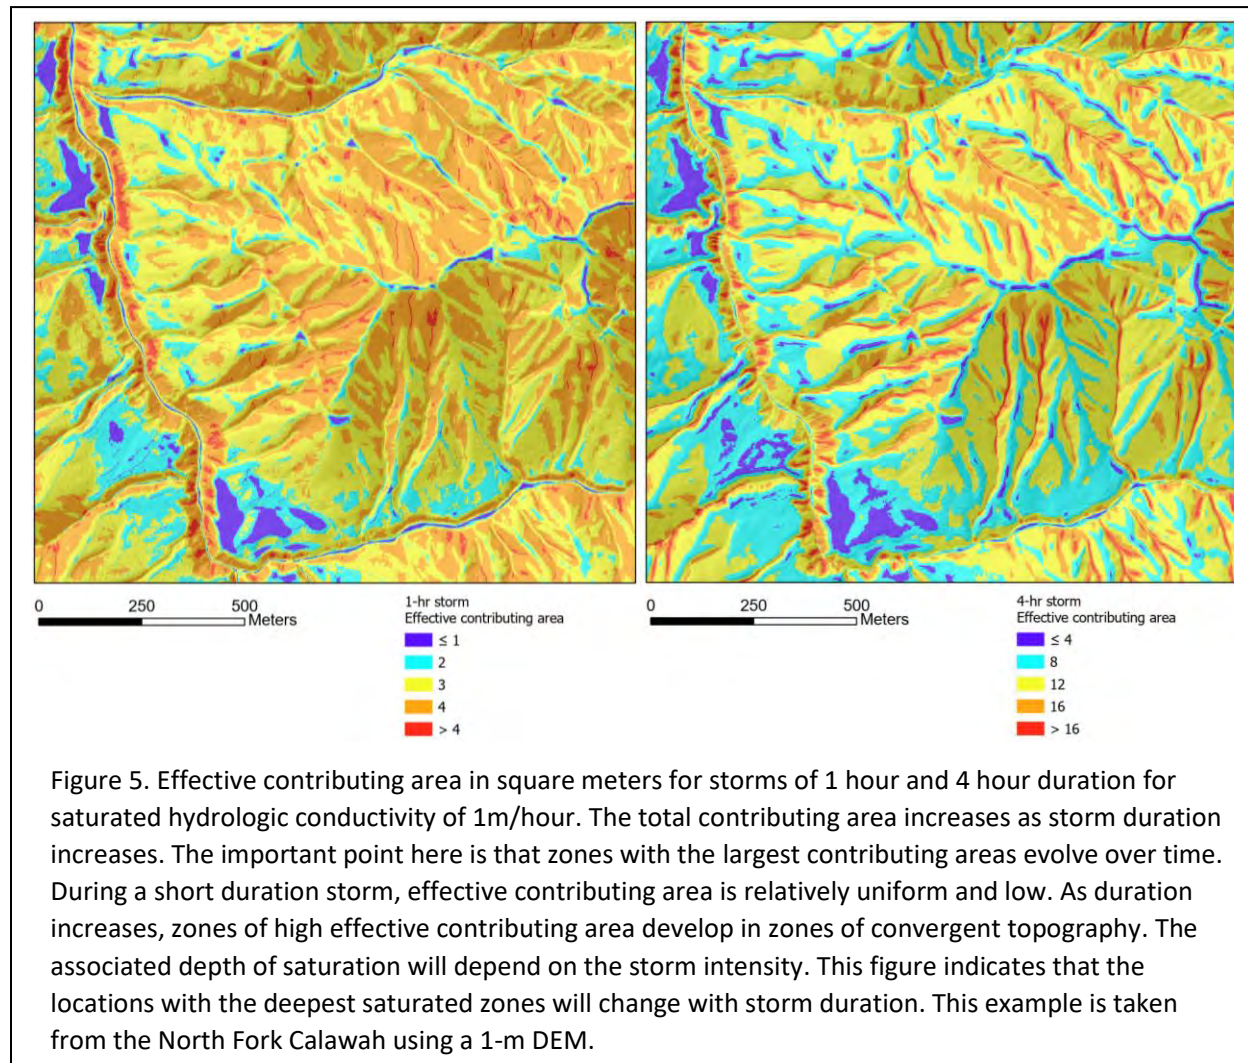 0 250 500
Meters
1-hr storm
Effective contributing area
≤ 1
2
3
4
> 4
0 250 500
Meters
4-hr storm
Effective contributing area
≤ 4
8
12
16
> 16
Figure 5. Effective contributing area in square meters for storms of 1 hour and 4 hour duration for
saturated hydrologic conductivity of 1m/hour. The total contributing area increases as storm duration
increases. The important point here is that zones with the largest contributing areas evolve over time.
During a short duration storm, effective contributing area is relatively uniform and low. As duration
increases, zones of high effective contributing area develop in zones of convergent topography. The
associated depth of saturation will depend on the storm intensity. This figure indicates that the
locations with the deepest saturated zones will change with storm duration. This example is taken
from the North Fork Calawah using a 1-m DEM.